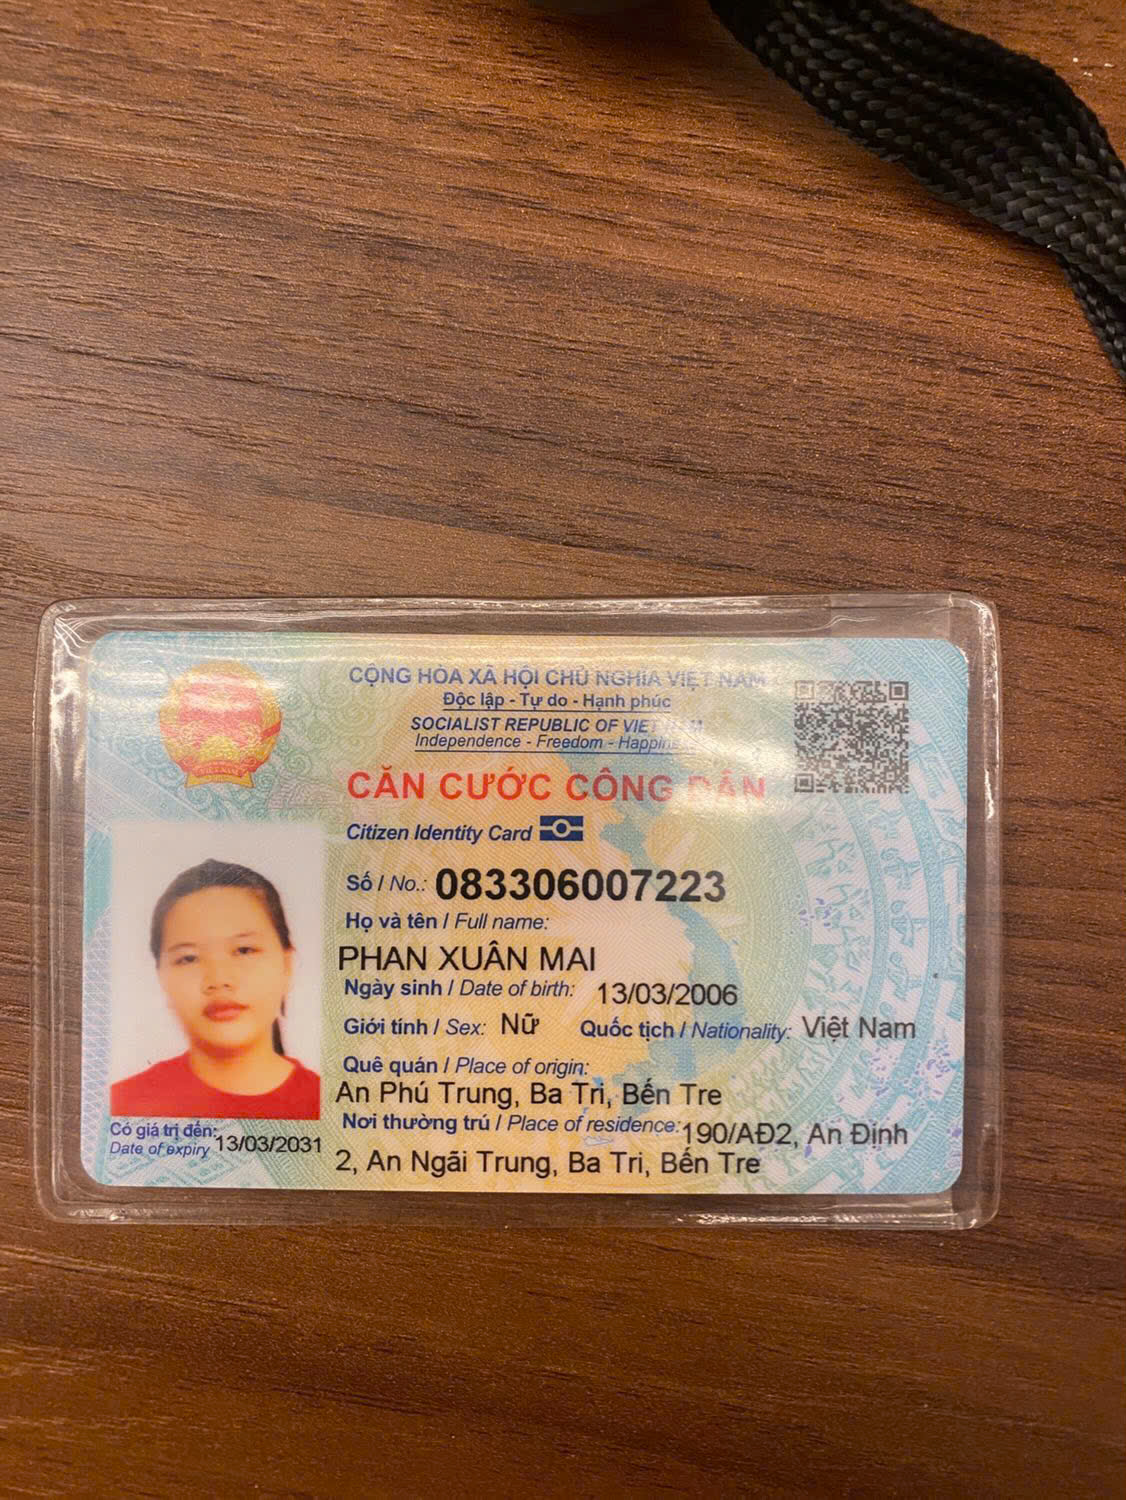 CỘNG HÒA XÃ HỘI CHỦ NGHĨA VIỆT NAM
Độc lập - Tự do - Hạnh phúc
SOCIALIST REPUBLIC OF VIET NAM
Independence - Freedom - Happin
CĂN CƯỚC CÔNG DÂN
Citizen Identity Card
Số / No.: 083306007223
Họ và tên / Full name:
PHAN XUÂN MAI
Ngày sinh / Date of birth: 13/03/2006
Giới tính / Sex: Nữ Quốc tịch / Nationality: Việt Nam
Quê quán / Place of origin:
An Phú Trung, Ba Tri, Bến Tre
Nơi thường trú / Place of residence: 190/AĐ2, An Định
2, An Ngãi Trung, Ba Tri, Bến Tre
Có giá trị đến: 13/03/2031
Date of expiry
VIỆT NAM